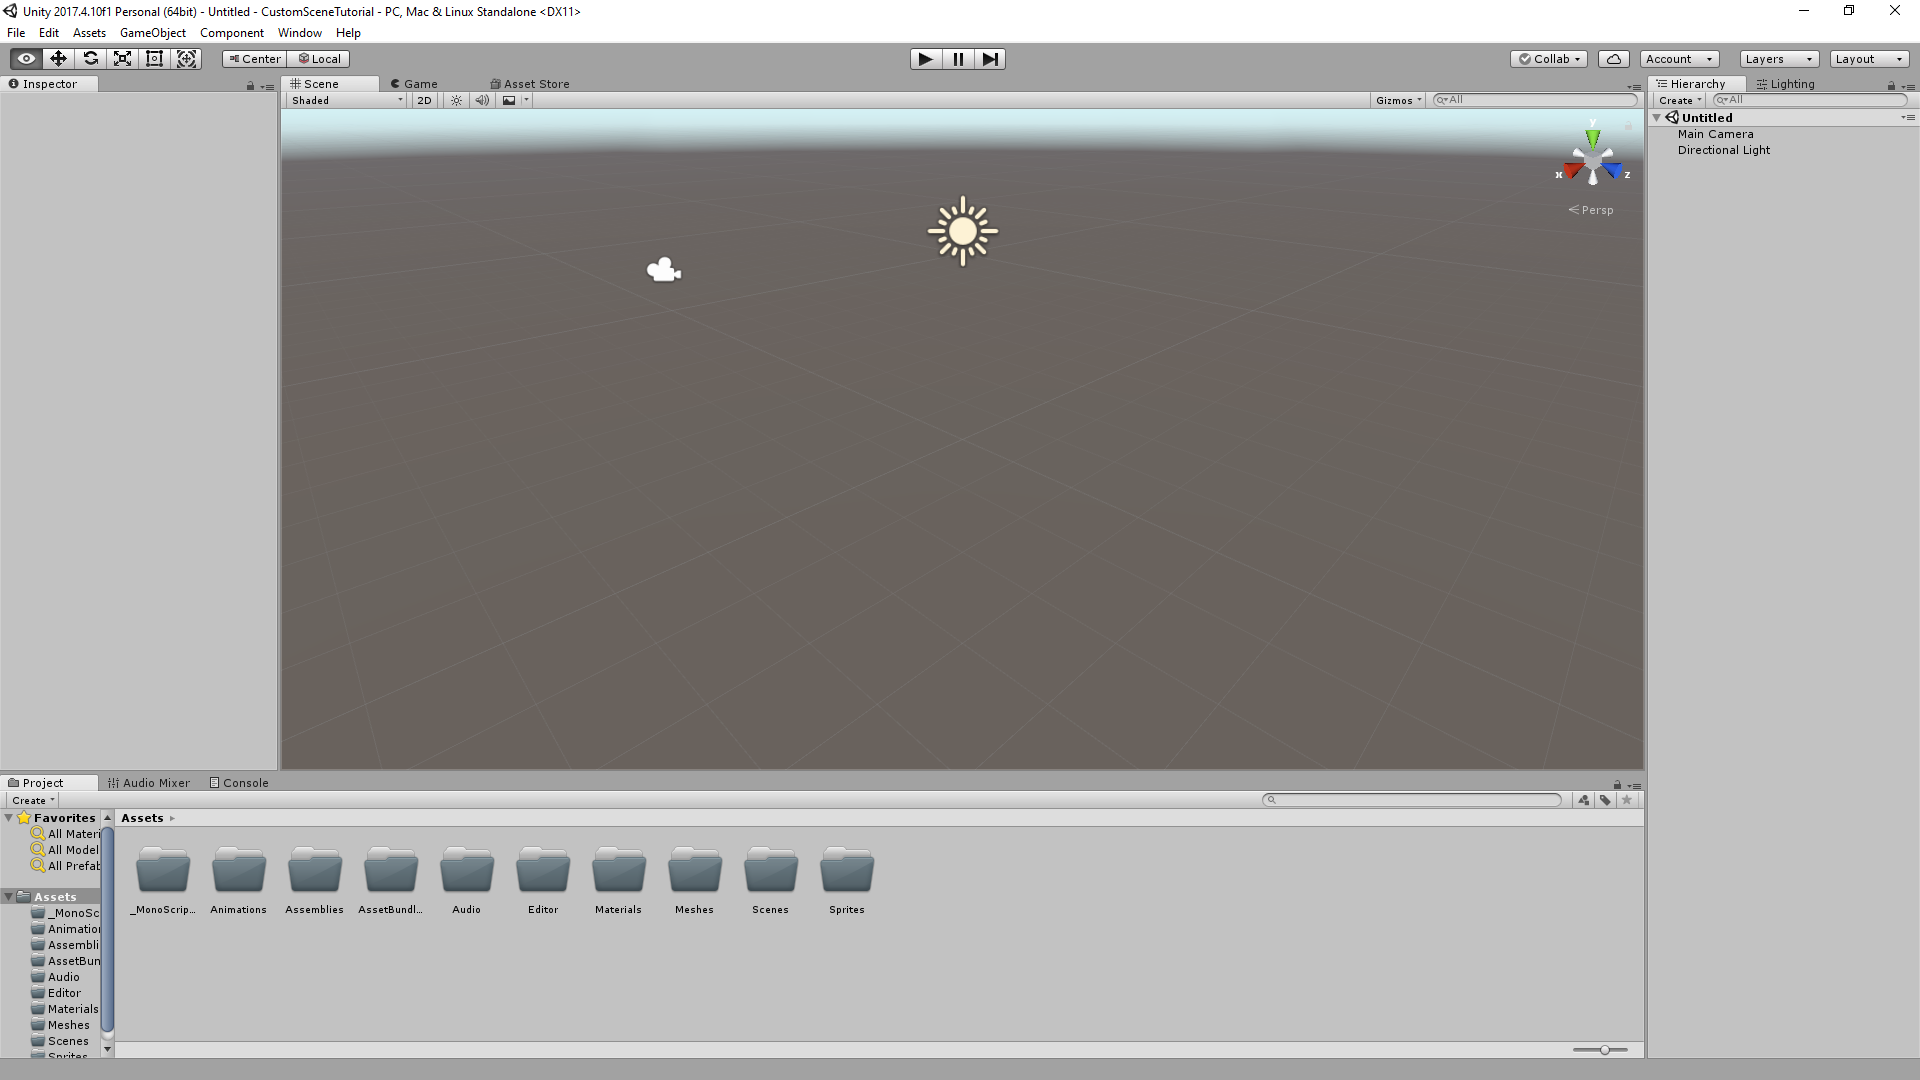 Unity 2017.4.10f1 Personal (64bit) - Untitled - CustomSceneTutorial - PC, Mac & Linux Standalone <DX11>
File Edit Assets GameObject Component Window Help
Center Local Collab Account Layers Layout
Inspector
Scene Game Asset Store
Shaded 2D Gizmos All
y
x z
Persp
Hierarchy Lighting
Create All
Untitled
Main Camera
Directional Light
Project Audio Mixer Console
Create
Favorites
All Materi
All Model
All Prefab
Assets
_MonoSc
Animation
Assembli
AssetBun
Audio
Editor
Materials
Meshes
Scenes
Sprites
Assets
_MonoScrip... Animations Assemblies AssetBundl... Audio Editor Materials Meshes Scenes Sprites